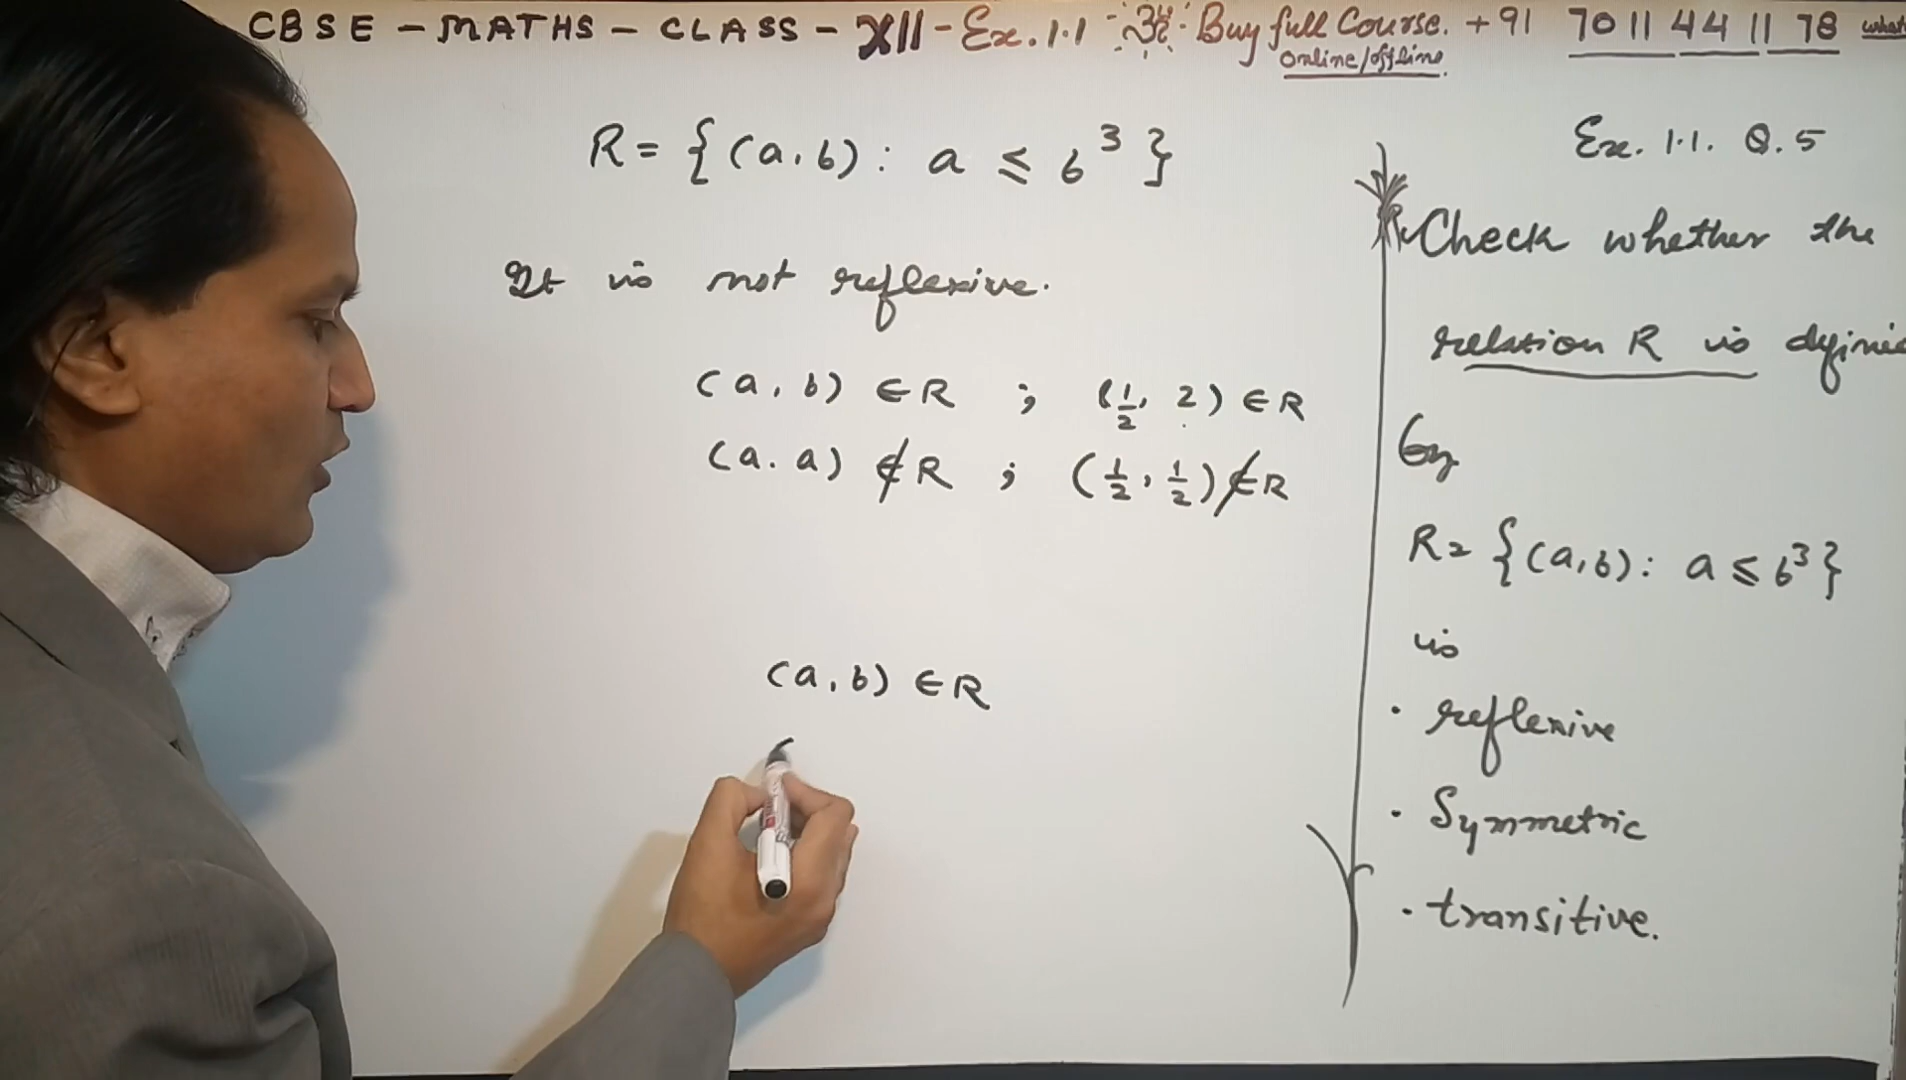 CBSE - MATHS - CLASS - XII - Ex. 1.1 Buy full Course. +91 70 11 44 11 78
Online/offline
R = { (a, b) : a ≤ b³ }
It is not reflexive.
(a, b) ∈ R ; (1/2, 2) ∈ R
(a. a) ∉ R ; (1/2, 1/2) ∉ R
(a, b) ∈ R
Ex. 1.1. Q. 5
Check whether the
relation R is
by
R = { (a, b) : a ≤ b³ }
is
· reflexive
· Symmetric
· transitive.